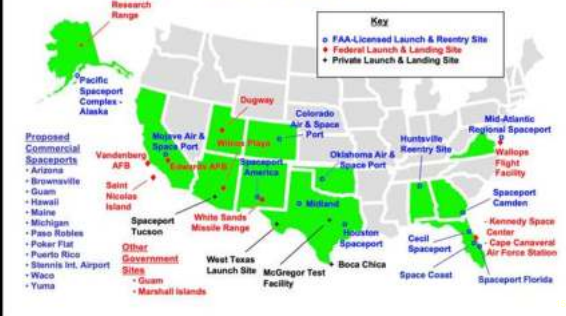 Research
Range
Key
FAA-Licensed Launch & Reentry Site
Federal Launch & Landing Site
Private Launch & Landing Site
Pacific
Spaceport
Complex -
Alaska
Dugway
Colorado
Air & Space
Port
Mid-Atlantic
Regional Spaceport
Mojave Air &
Space Port
Wilcox Playa
Huntsville
Reentry Site
Oklahoma Air &
Space Port
Wallops
Flight
Facility
Vandenberg
AFB
Edwards AFB
Spaceport
America
Saint
Nicolas
Island
Midland
Spaceport
Camden
Spaceport
Tucson
White Sands
Missile Range
Houston
Spaceport
Cecil
Spaceport
- Kennedy Space
Center
- Cape Canaveral
Air Force Station
West Texas
Launch Site
McGregor Test
Facility
Boca Chica
Space Coast
Spaceport Florida
Proposed
Commercial
Spaceports
• Arizona
• Brownsville
• Guam
• Hawaii
• Maine
• Michigan
• Paso Robles
• Poker Flat
• Puerto Rico
• Stennis Int. Airport
• Waco
• Yuma
Other
Government
Sites
• Guam
• Marshall Islands